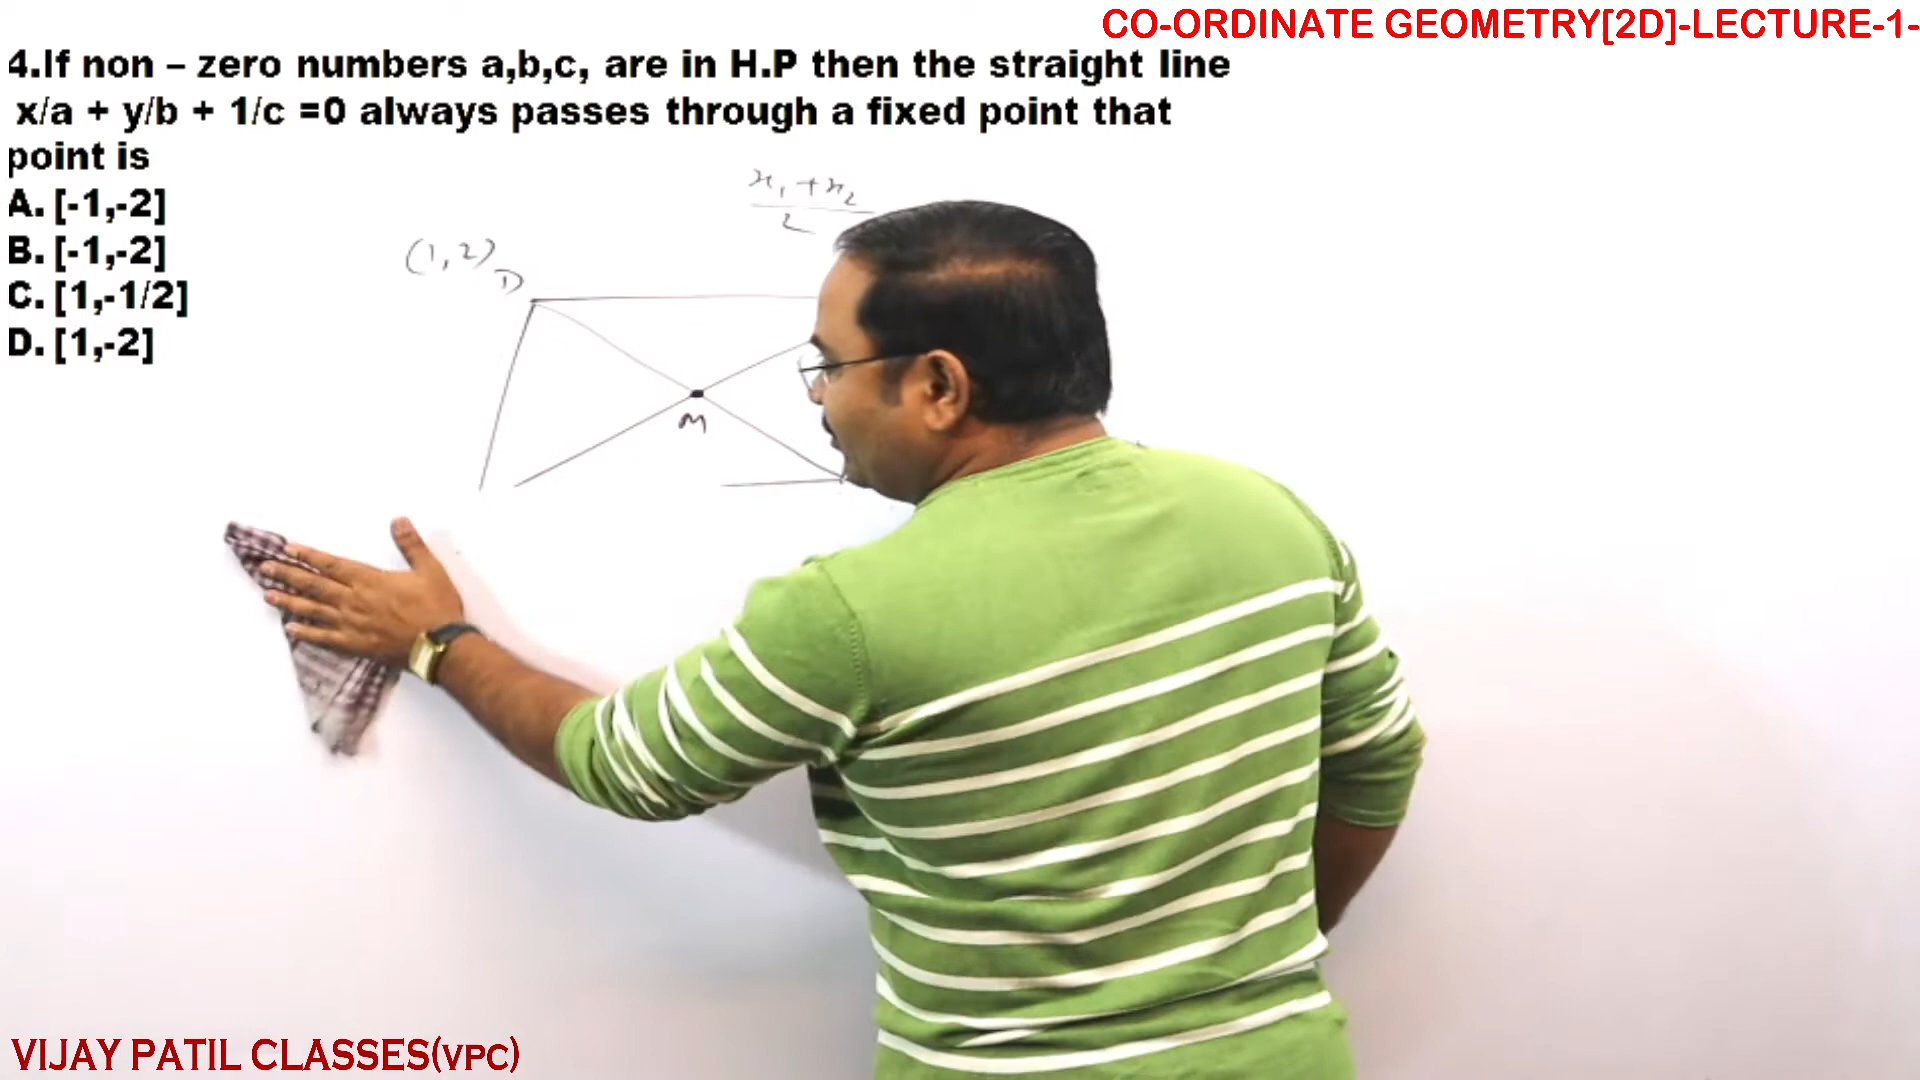 CO-ORDINATE GEOMETRY[2D]-LECTURE-1-
4.If non – zero numbers a,b,c, are in H.P then the straight line
x/a + y/b + 1/c =0 always passes through a fixed point that
point is
A. [-1,-2]
B. [-1,-2]
C. [1,-1/2]
D. [1,-2]
x₁+x₂
2
(1,2)
D
M
VIJAY PATIL CLASSES(VPC)